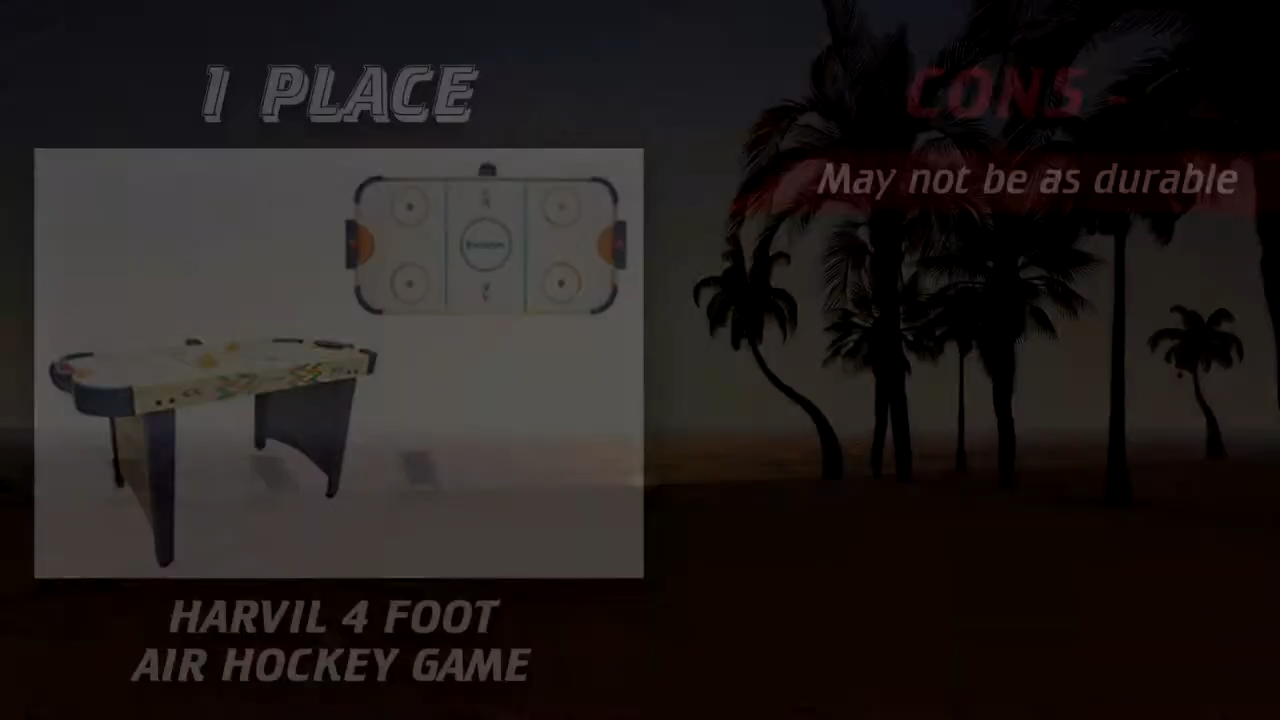 1 PLACE
CONS -
May not be as durable
HARVIL 4 FOOT
AIR HOCKEY GAME